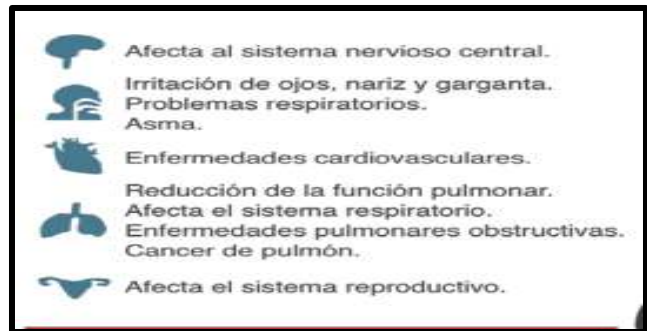 Afecta al sistema nervioso central.
Irritación de ojos, nariz y garganta.
Problemas respiratorios.
Asma.
Enfermedades cardiovasculares.
Reducción de la función pulmonar.
Afecta el sistema respiratorio.
Enfermedades pulmonares obstructivas.
Cancer de pulmón.
Afecta el sistema reproductivo.